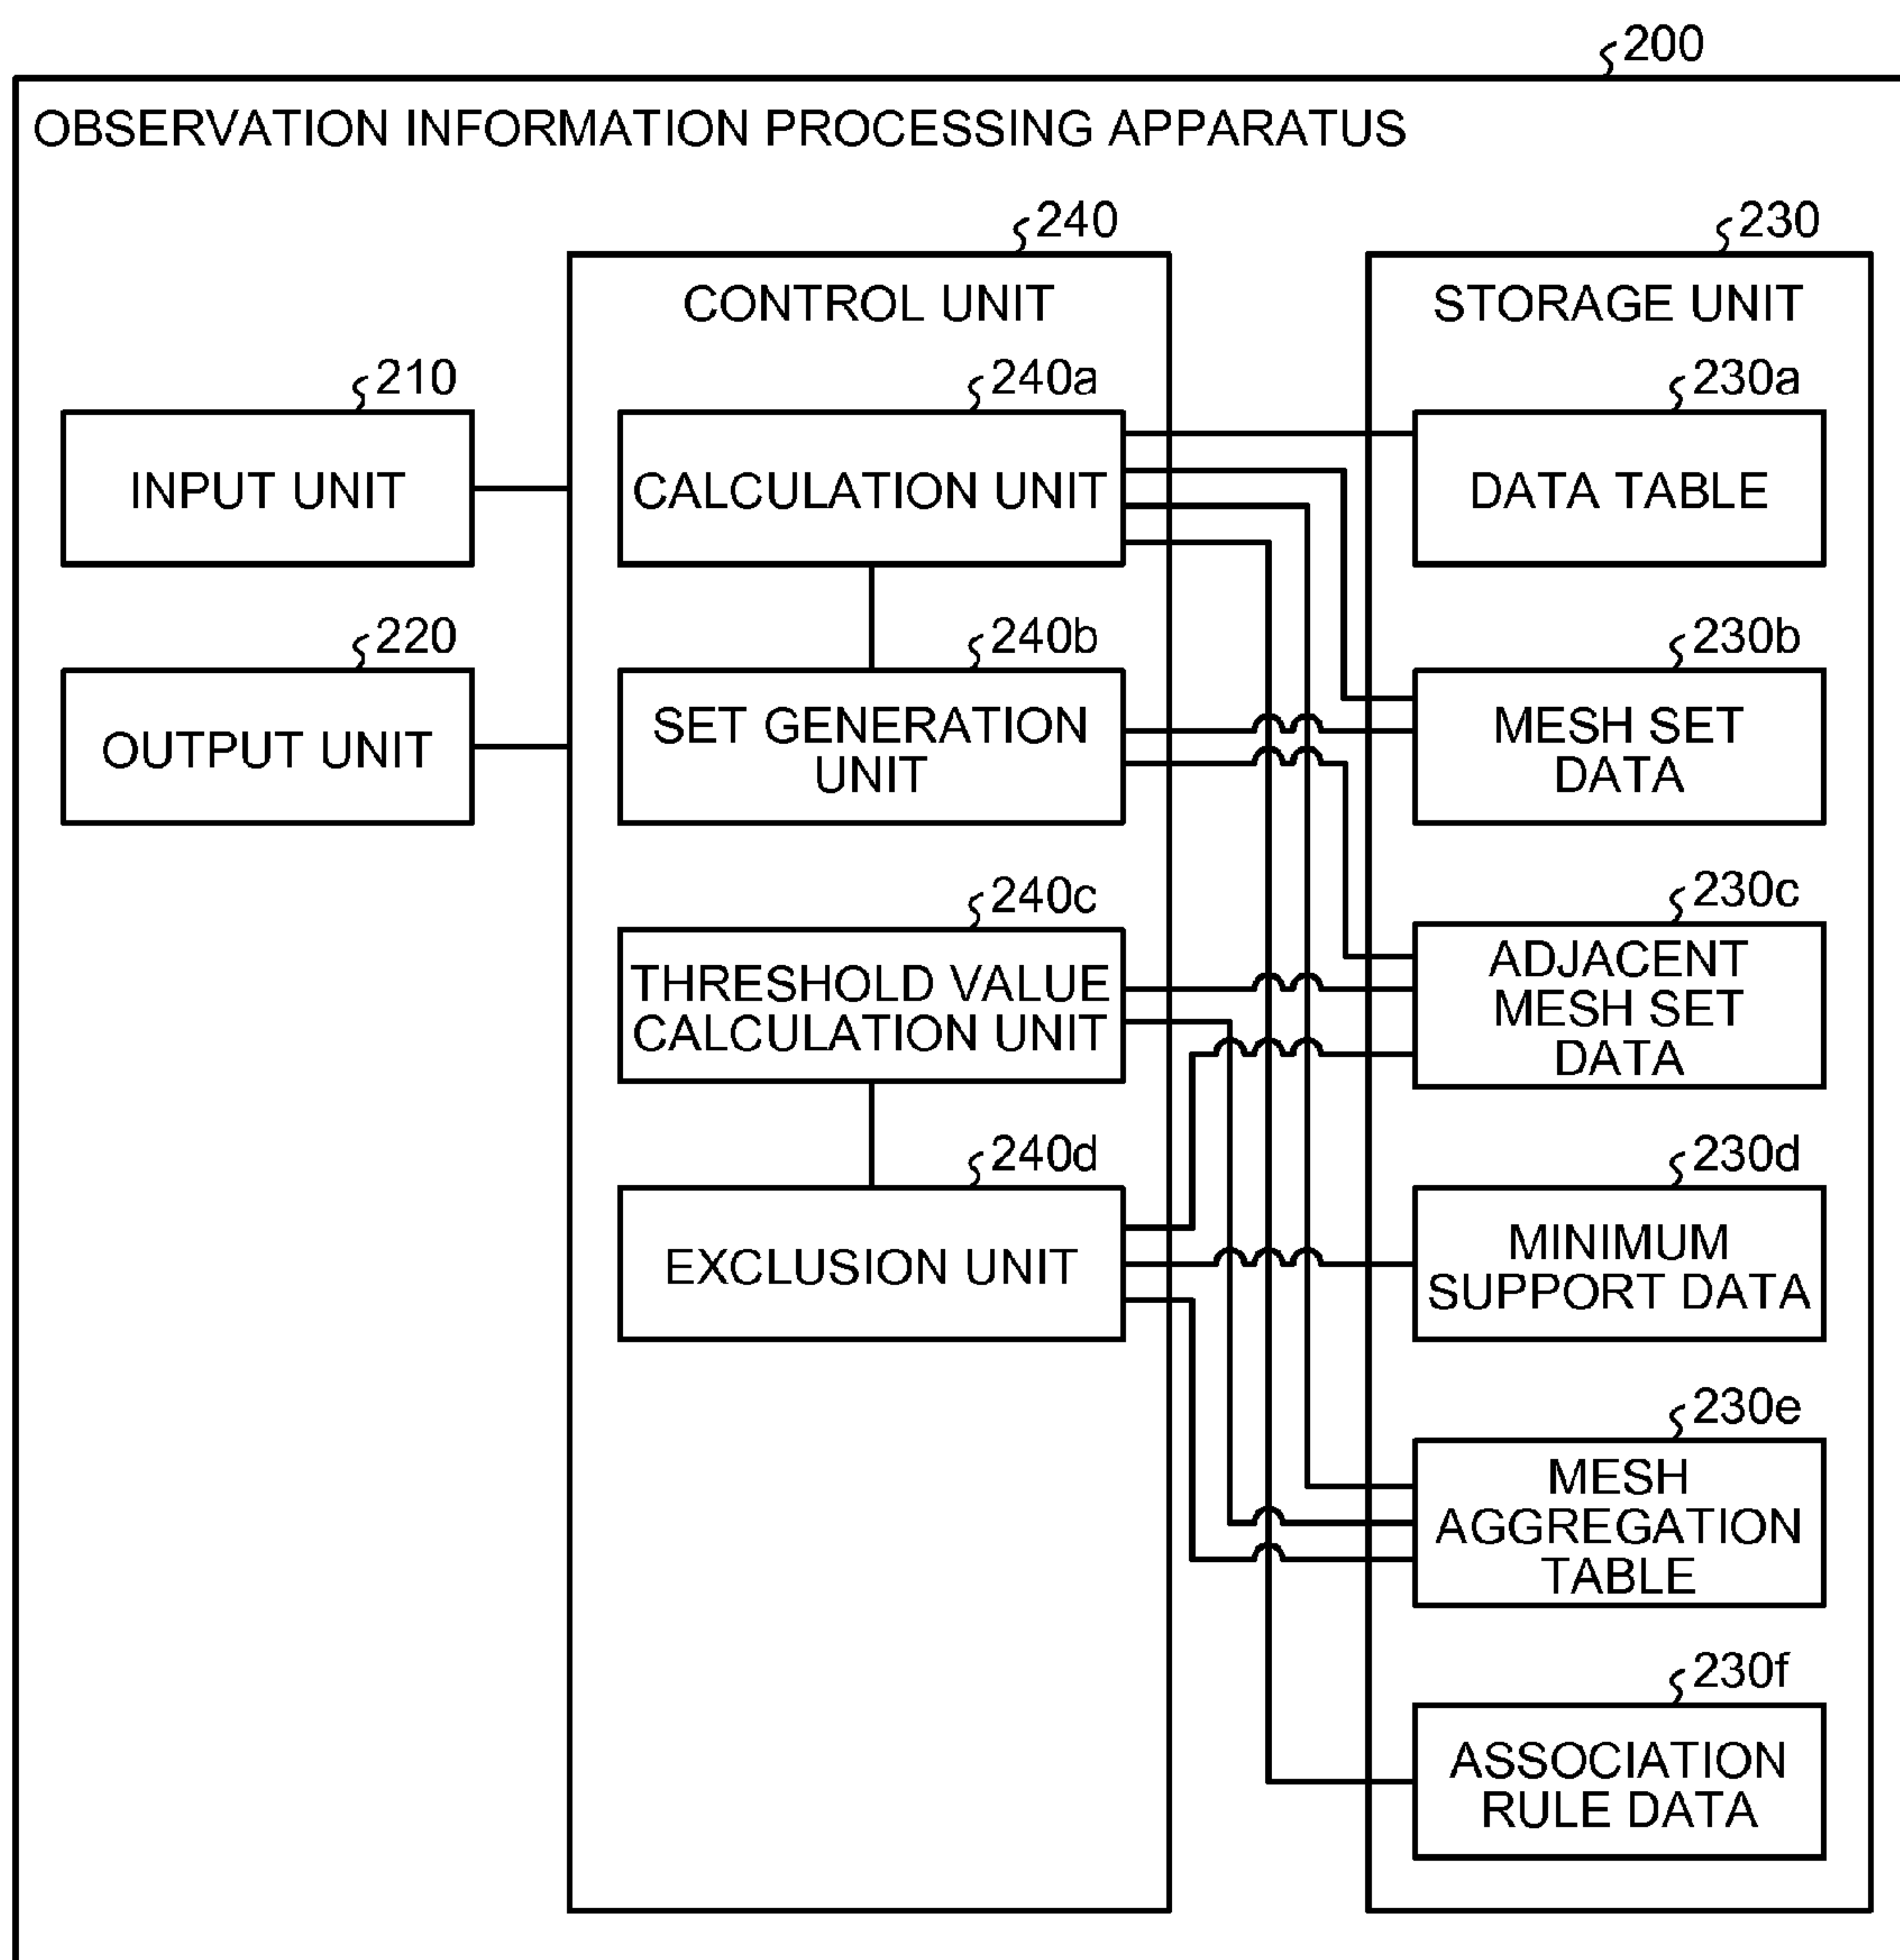 200
OBSERVATION INFORMATION PROCESSING APPARATUS
240
CONTROL UNIT
230
STORAGE UNIT
210
INPUT UNIT
240a
CALCULATION UNIT
230a
DATA TABLE
220
OUTPUT UNIT
240b
SET GENERATION
UNIT
230b
MESH SET
DATA
240c
THRESHOLD VALUE
CALCULATION UNIT
230c
ADJACENT
MESH SET
DATA
240d
EXCLUSION UNIT
230d
MINIMUM
SUPPORT DATA
230e
MESH
AGGREGATION
TABLE
230f
ASSOCIATION
RULE DATA